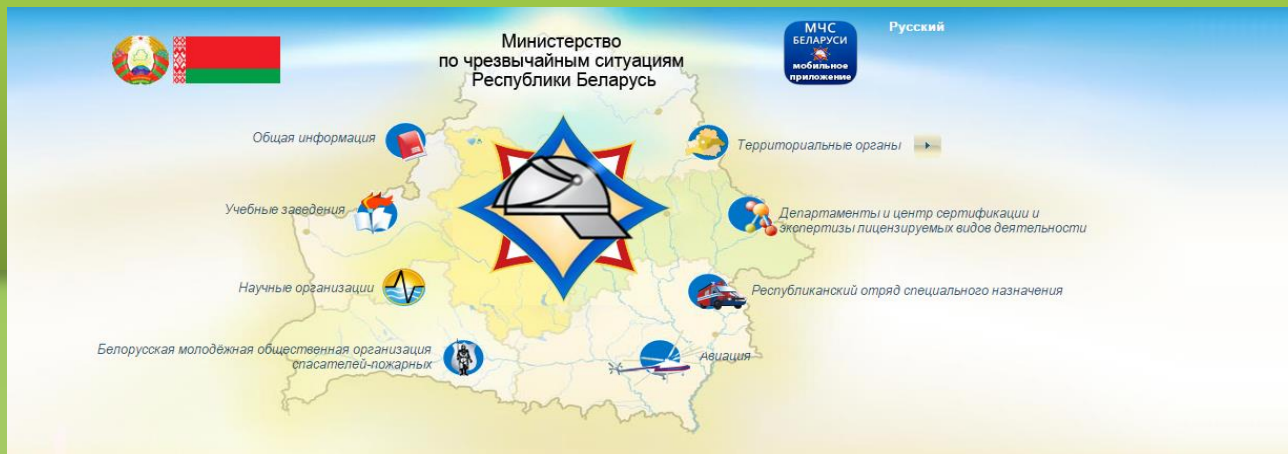 Министерство
по чрезвычайным ситуациям
Республики Беларусь
МЧС
БЕЛАРУСИ
мобильное
приложение
Русский
Общая информация
Территориальные органы
Учебные заведения
Департаменты и центр сертификации и
экспертизы лицензируемых видов деятельности
Научные организации
Республиканский отряд специального назначения
Белорусская молодёжная общественная организация
спасателей-пожарных
Авиация